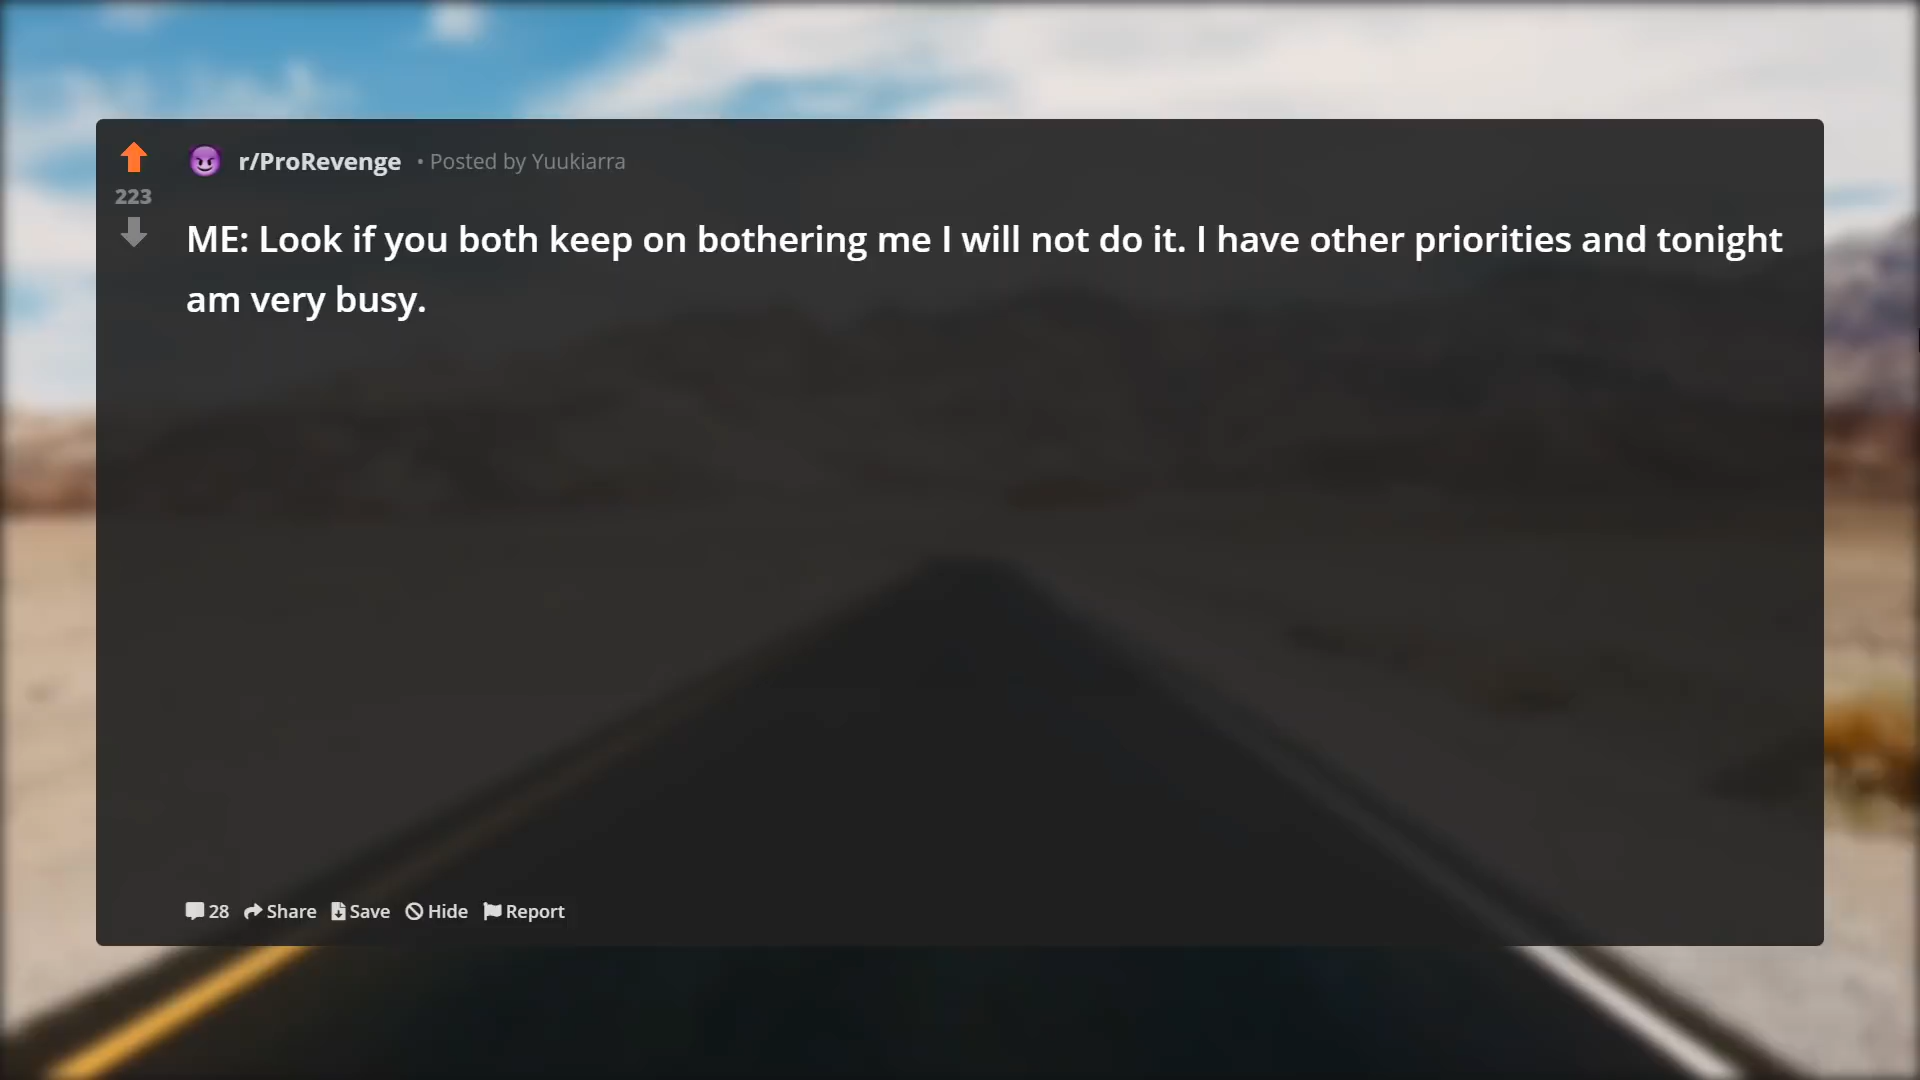 r/ProRevenge • Posted by Yuukiarra
223
ME: Look if you both keep on bothering me I will not do it. I have other priorities and tonight
am very busy.
28 Share Save Hide Report